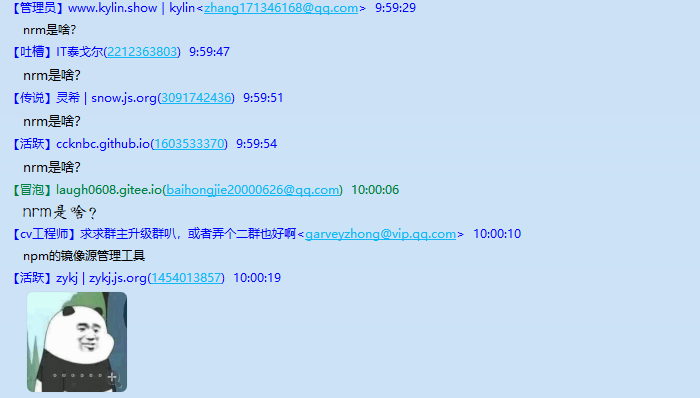 【管理员】www.kylin.show | kylin<zhang171346168@qq.com> 9:59:29
nrm是啥?
【吐槽】IT泰戈尔(2212363803) 9:59:47
nrm是啥?
【传说】灵希 | snow.js.org(3091742436) 9:59:51
nrm是啥?
【活跃】ccknbc.github.io(1603533370) 9:59:54
nrm是啥?
【冒泡】laugh0608.gitee.io(baihongjie20000626@qq.com) 10:00:06
nrm是啥?
【cv工程师】求求群主升级群叭，或者弄个二群也好啊<garveyzhong@vip.qq.com> 10:00:10
npm的镜像源管理工具
【活跃】zykj | zykj.js.org(1454013857) 10:00:19